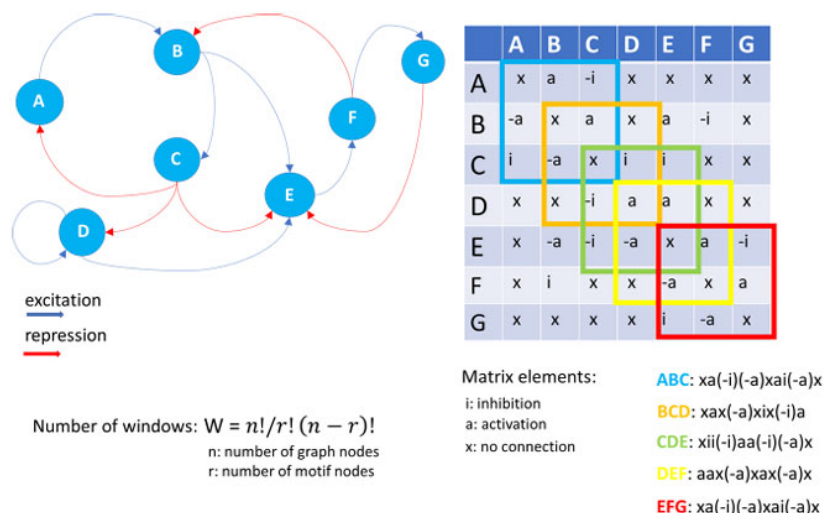 B
G
A
F
C
E
D
excitation
repression
A B C D E F G
A x a -i x x x x
B -a x a x a -i x
C i -a x i i x x
D x x -i a a x x
E x -a -i -a x a -i
F x i x x -a x a
G x x x x i -a x
Number of windows: W = n!/r! (n − r)!
n: number of graph nodes
r: number of motif nodes
Matrix elements:
i: inhibition
a: activation
x: no connection
ABC: xa(-i)(-a)xai(-a)x
BCD: xax(-a)xix(-i)a
CDE: xii(-i)aa(-i)(-a)x
DEF: aax(-a)xax(-a)x
EFG: xa(-i)(-a)xai(-a)x